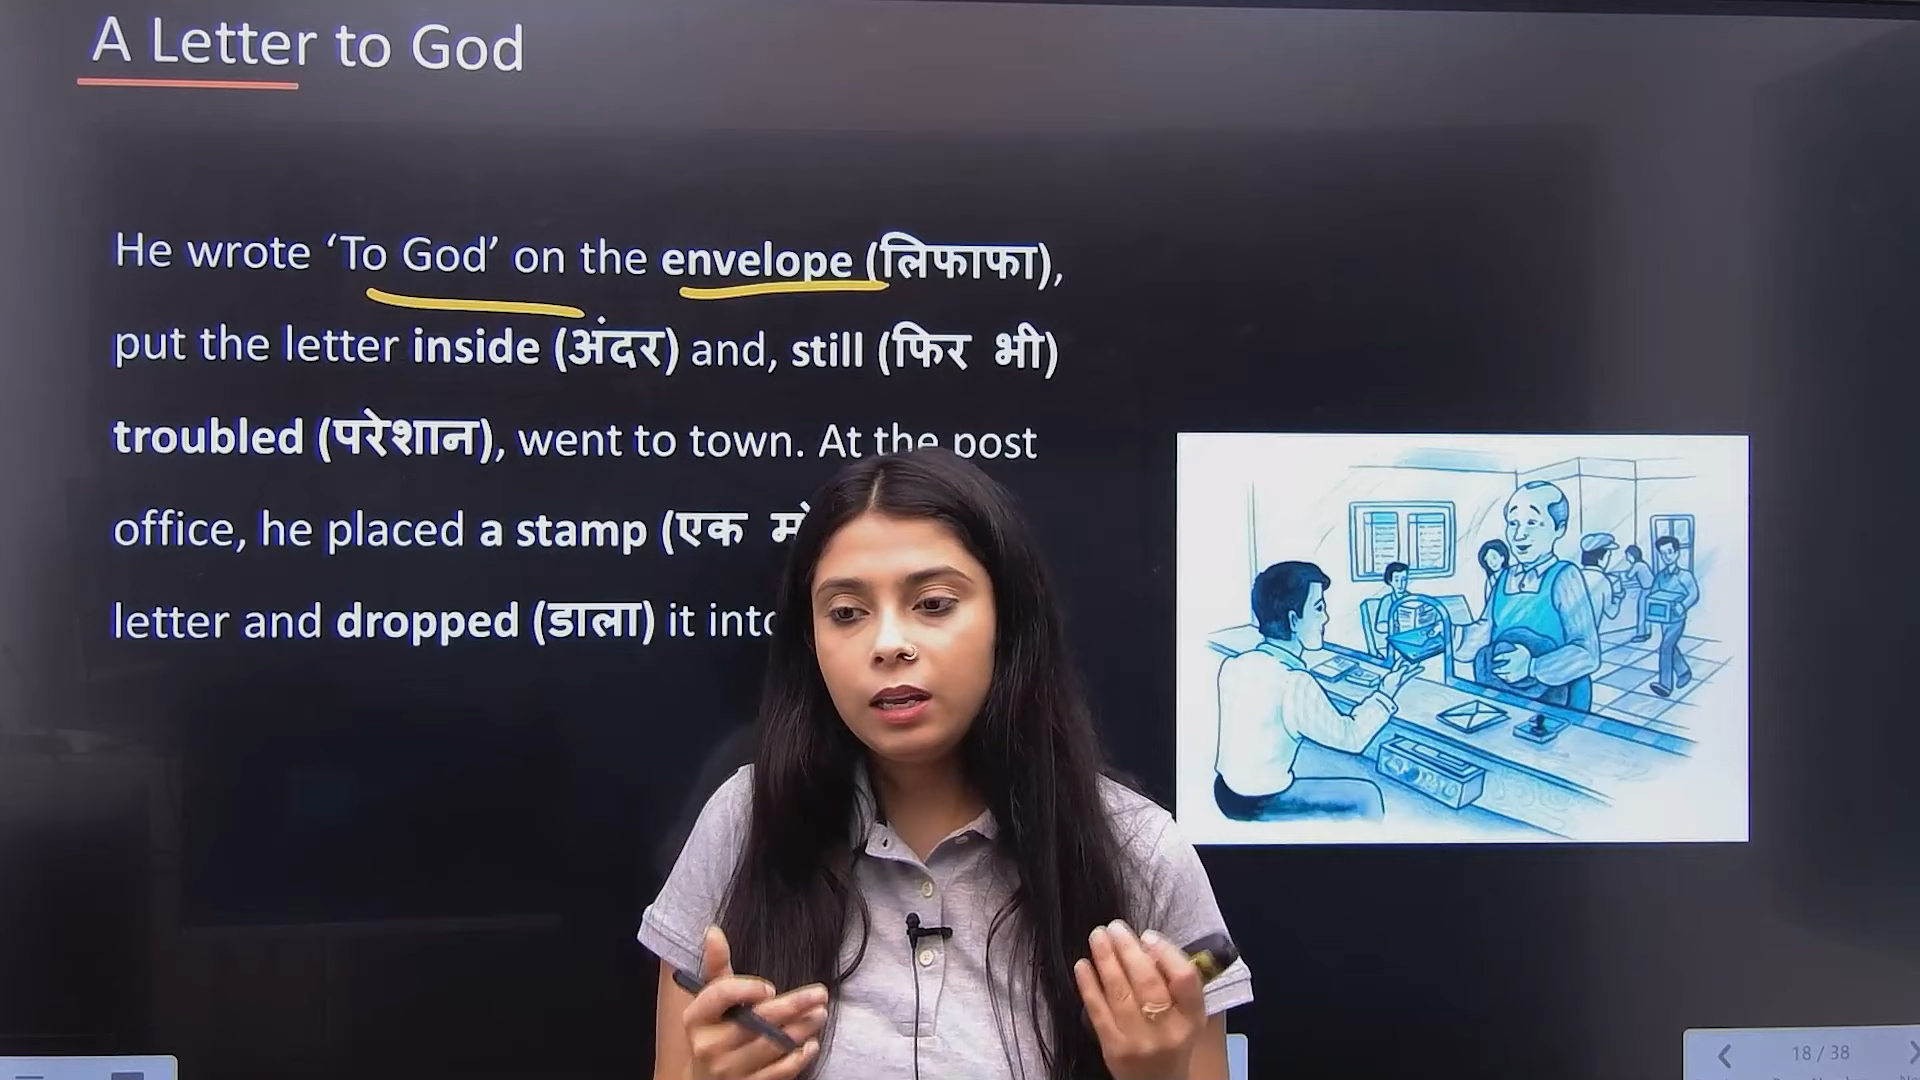 A Letter to God
He wrote ‘To God’ on the envelope (लिफाफा),
put the letter inside (अंदर) and, still (फिर भी)
troubled (परेशान), went to town. At the post
office, he placed a stamp (एक
letter and dropped (डाला) it into
18 / 38